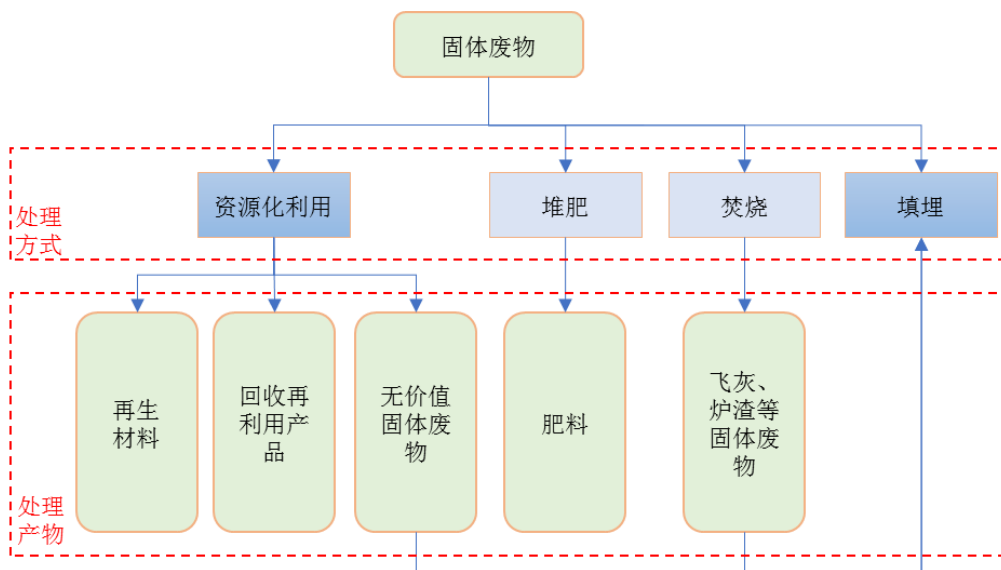 固体废物
资源化利用
堆肥
焚烧
填埋
处理
方式
再生
材料
回收再
利用产
品
无价值
固体废
物
肥料
飞灰、
炉渣等
固体废
物
处理
产物